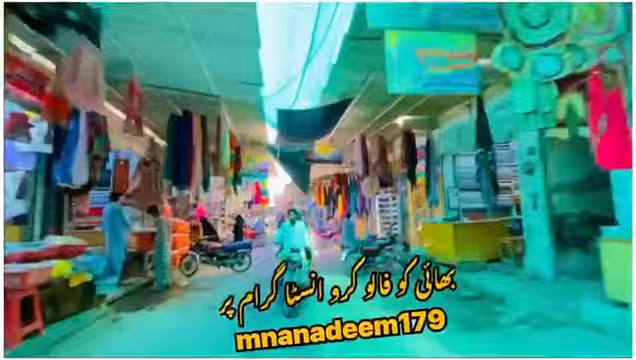 بھائی کو فالو کرو انسٹا گرام پر
mnanadeem179